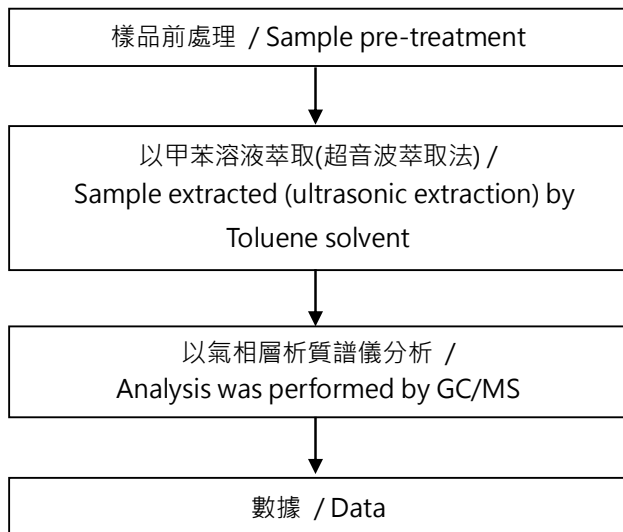 樣品前處理 / Sample pre-treatment
以甲苯溶液萃取(超音波萃取法) /
Sample extracted (ultrasonic extraction) by
Toluene solvent
以氣相層析質譜儀分析 /
Analysis was performed by GC/MS
數據 / Data